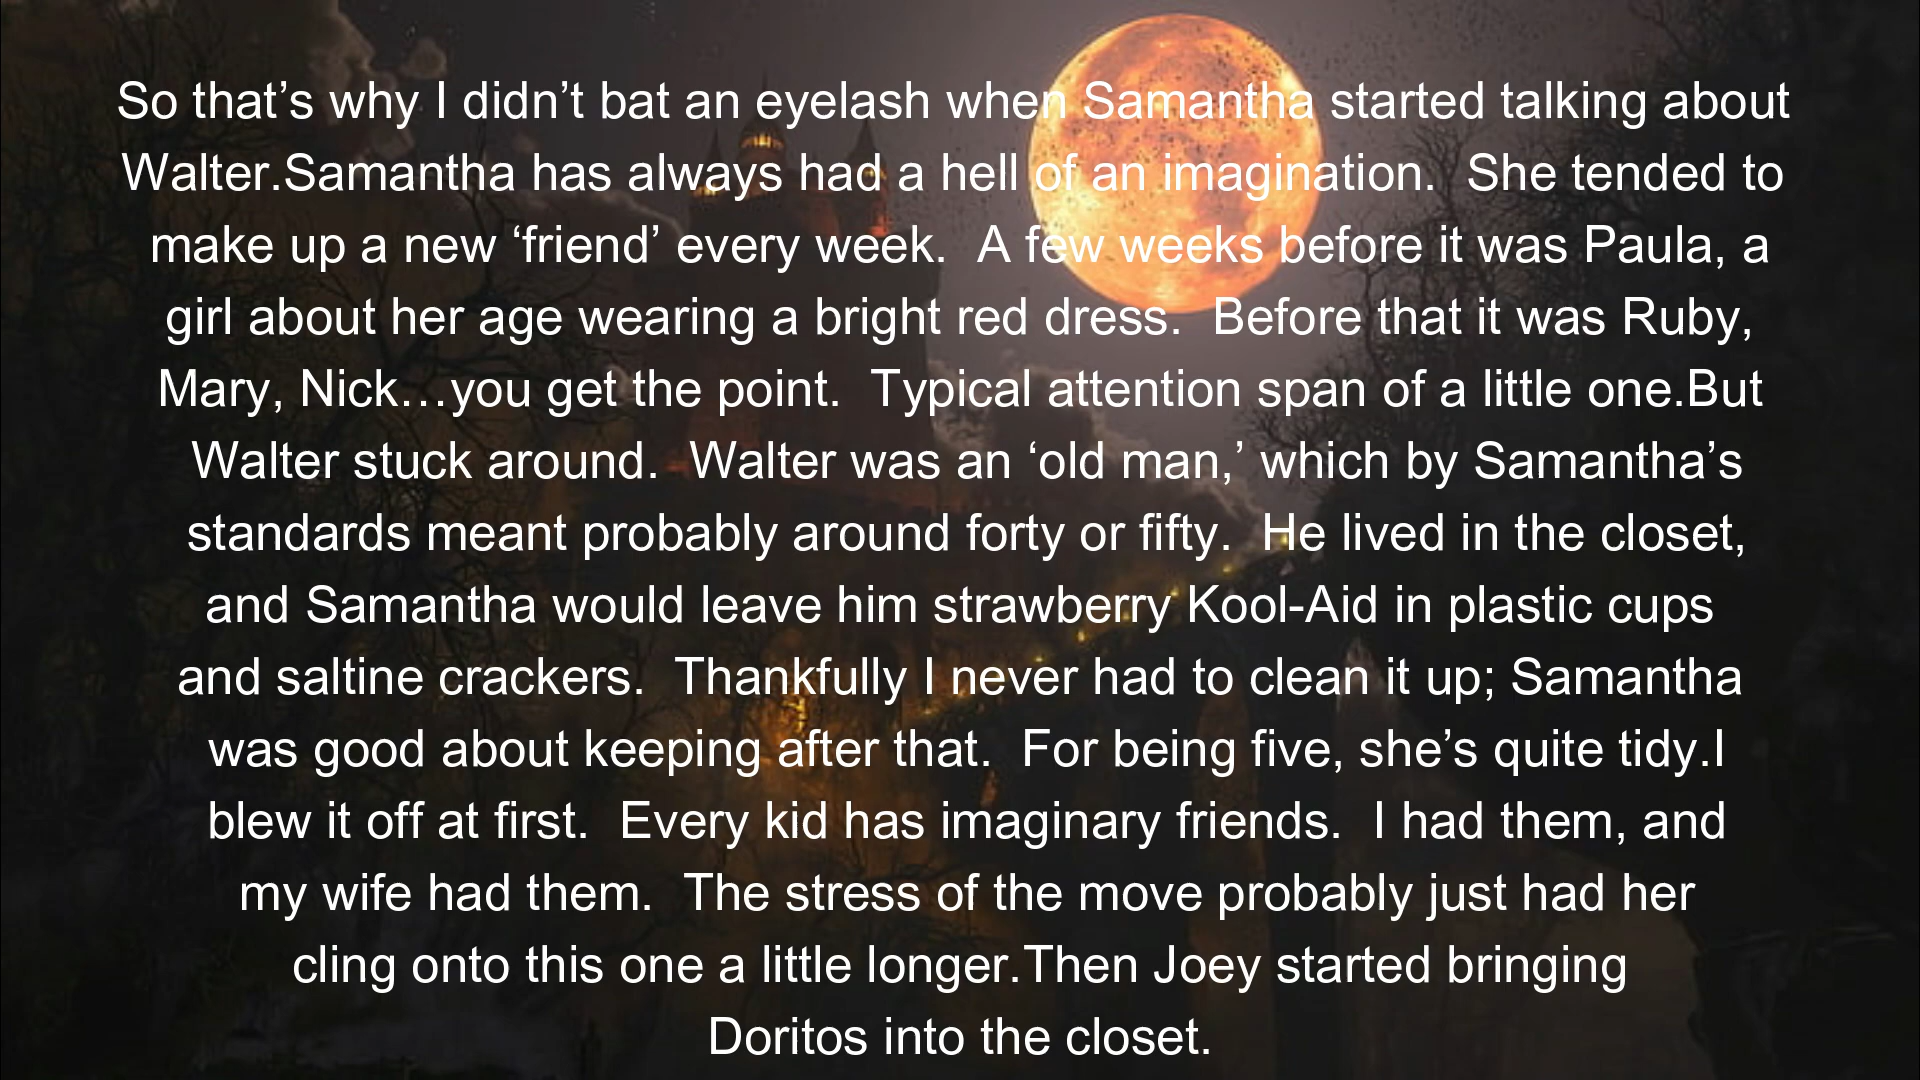 So that’s why I didn’t bat an eyelash when Samantha started talking about
Walter.Samantha has always had a hell of an imagination.  She tended to
make up a new ‘friend’ every week.  A few weeks before it was Paula, a
girl about her age wearing a bright red dress.  Before that it was Ruby,
Mary, Nick…you get the point.  Typical attention span of a little one.But
Walter stuck around.  Walter was an ‘old man,’ which by Samantha’s
standards meant probably around forty or fifty.  He lived in the closet,
and Samantha would leave him strawberry Kool-Aid in plastic cups
and saltine crackers.  Thankfully I never had to clean it up; Samantha
was good about keeping after that.  For being five, she’s quite tidy.I
blew it off at first.  Every kid has imaginary friends.  I had them, and
my wife had them.  The stress of the move probably just had her
cling onto this one a little longer.Then Joey started bringing
Doritos into the closet.